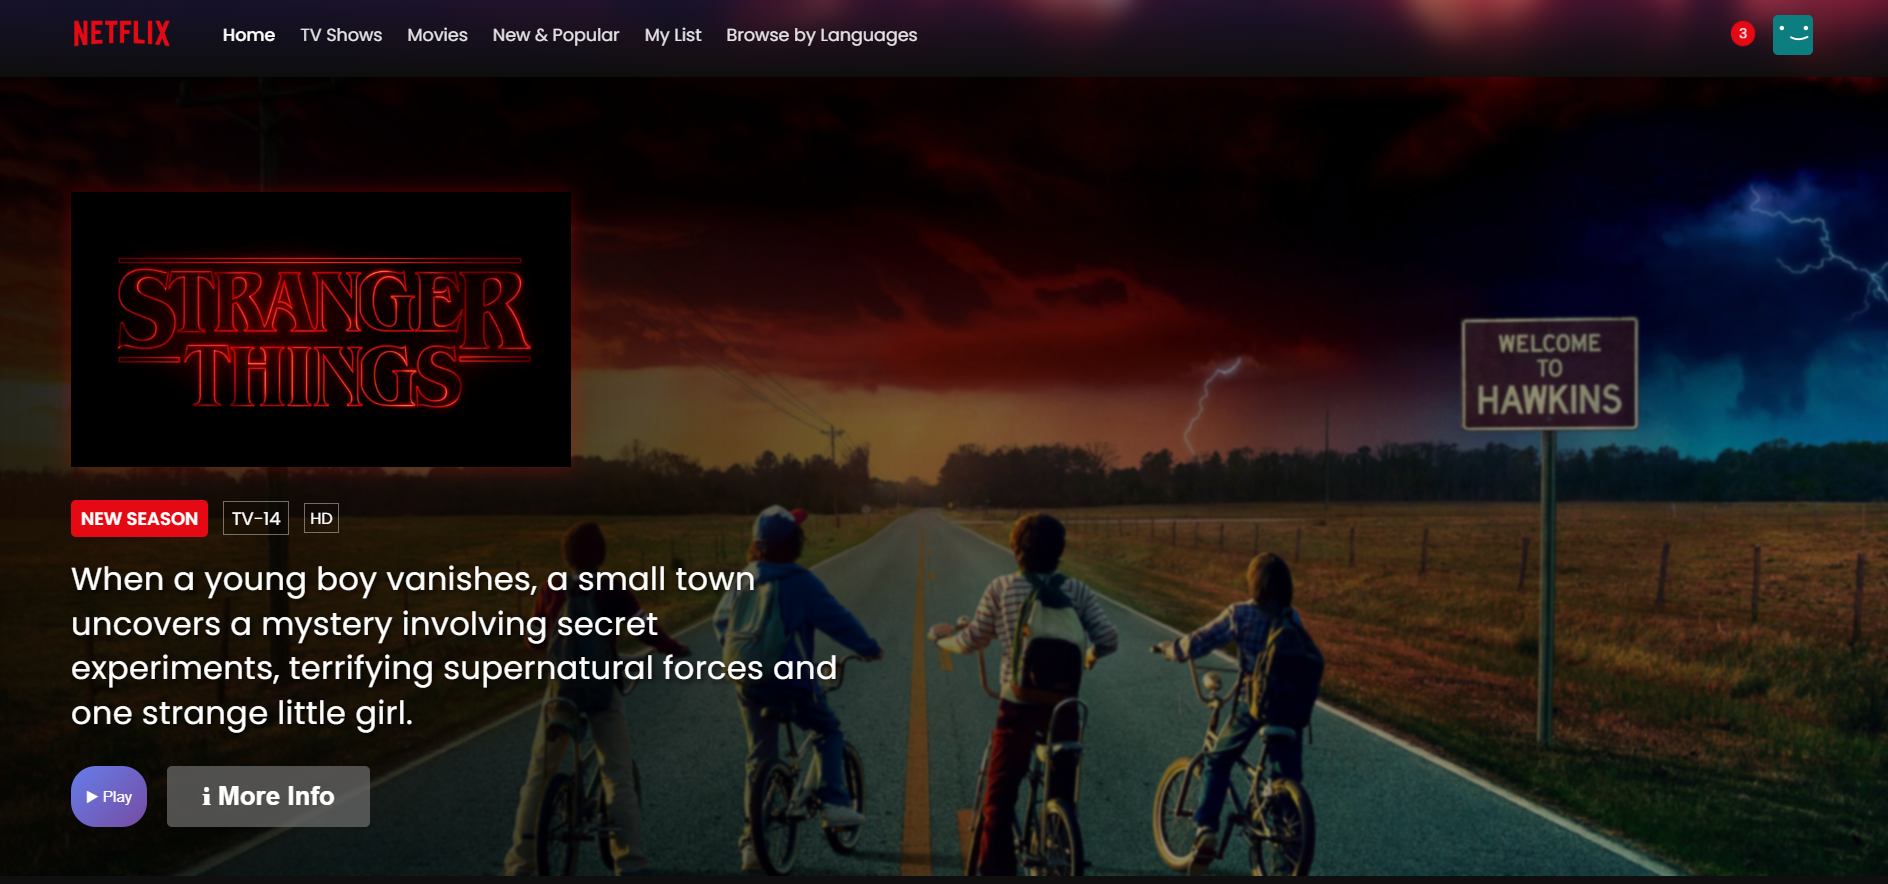 NETFLIX
Home TV Shows Movies New & Popular My List Browse by Languages
3
STRANGER
THINGS
WELCOME
TO
HAWKINS
NEW SEASON TV-14 HD
When a young boy vanishes, a small town
uncovers a mystery involving secret
experiments, terrifying supernatural forces and
one strange little girl.
Play
More Info